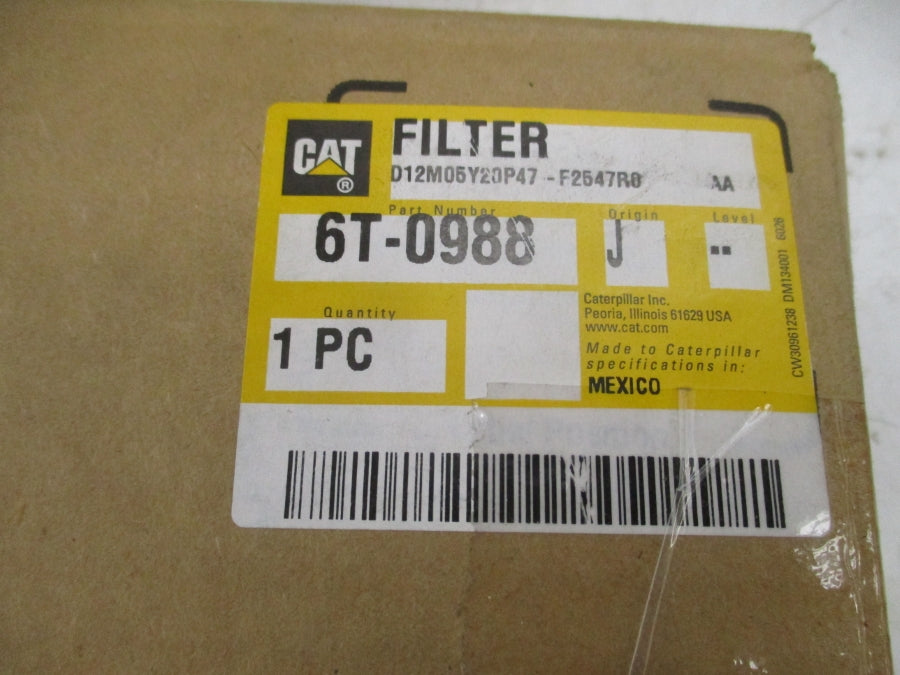 CAT®
FILTER
D12M05Y20P47 -F2547R0 AA
Part Number Origin Level
6T-0988 J --
Quantity
1 PC
Caterpillar Inc.
Peoria, Illinois 61629 USA
www.cat.com
Made to Caterpillar
specifications in:
MEXICO
CW30961238 DM134001 6026